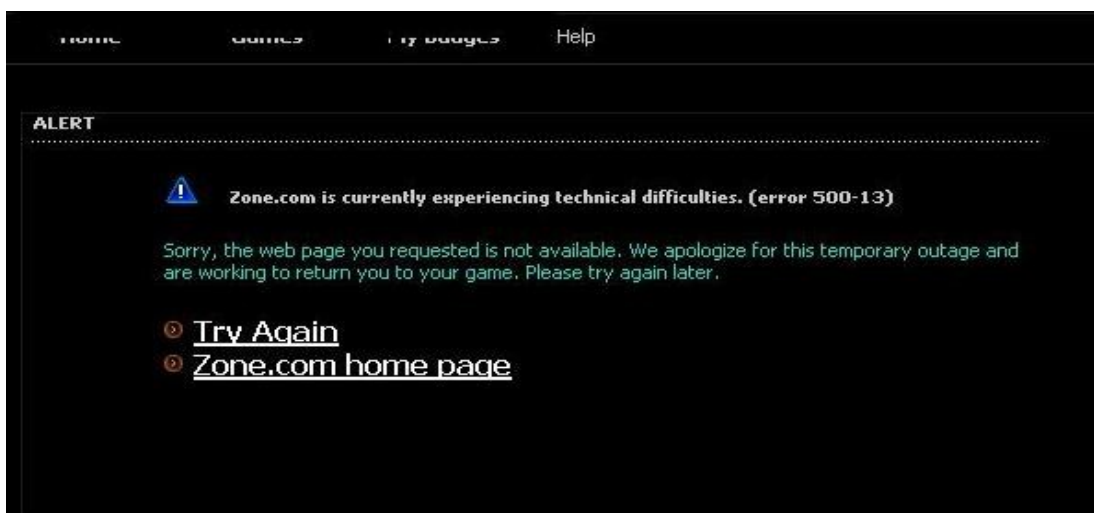 Help
ALERT
Zone.com is currently experiencing technical difficulties. (error 500-13)
Sorry, the web page you requested is not available. We apologize for this temporary outage and
are working to return you to your game. Please try again later.
Try Again
Zone.com home page